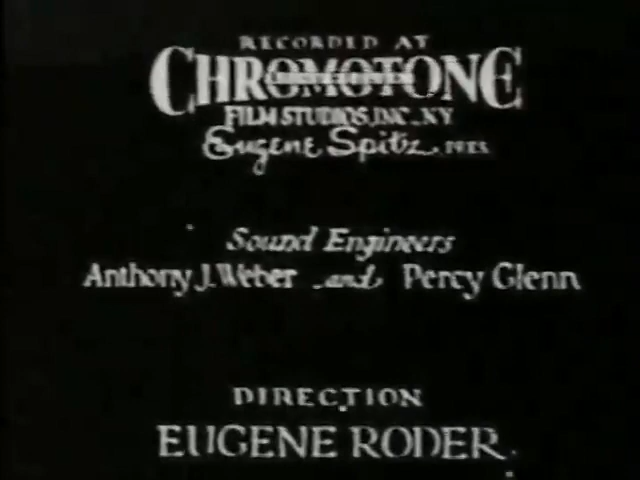 RECORDED AT
CHROMOTONE
FILM STUDIOS, INC. NY
Eugene Spitz, PRES.
Sound Engineers
Anthony J. Weber and Percy Glenn
DIRECTION
EUGENE RODER